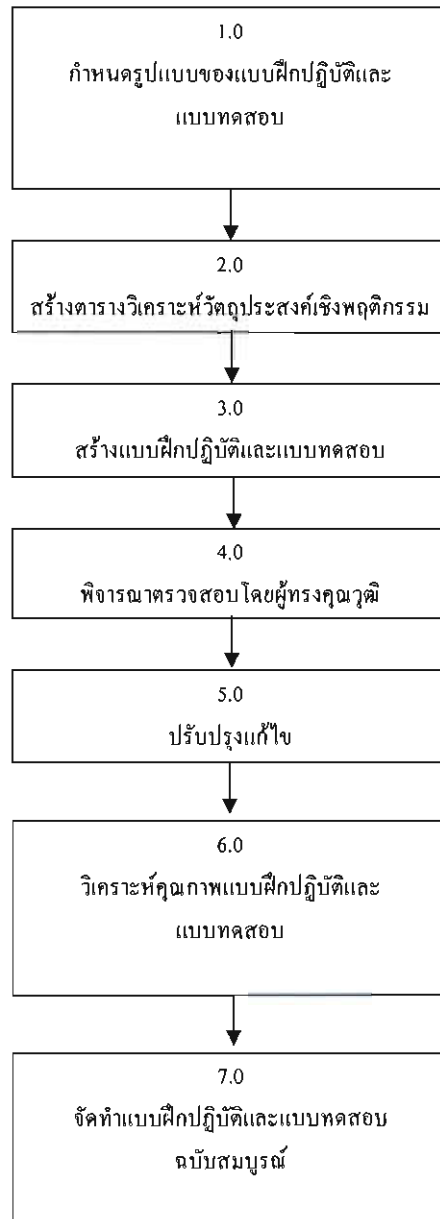 1.0
กำหนดรูปแบบของแบบฝึกปฏิบัติและ
แบบทดสอบ
2.0
สร้างตารางวิเคราะห์วัตถุประสงค์เชิงพฤติกรรม
3.0
สร้างแบบฝึกปฏิบัติและแบบทดสอบ
4.0
พิจารณาตรวจสอบโดยผู้ทรงคุณวุฒิ
5.0
ปรับปรุงแก้ไข
6.0
วิเคราะห์คุณภาพแบบฝึกปฏิบัติและ
แบบทดสอบ
7.0
จัดทำแบบฝึกปฏิบัติและแบบทดสอบ
ฉบับสมบูรณ์